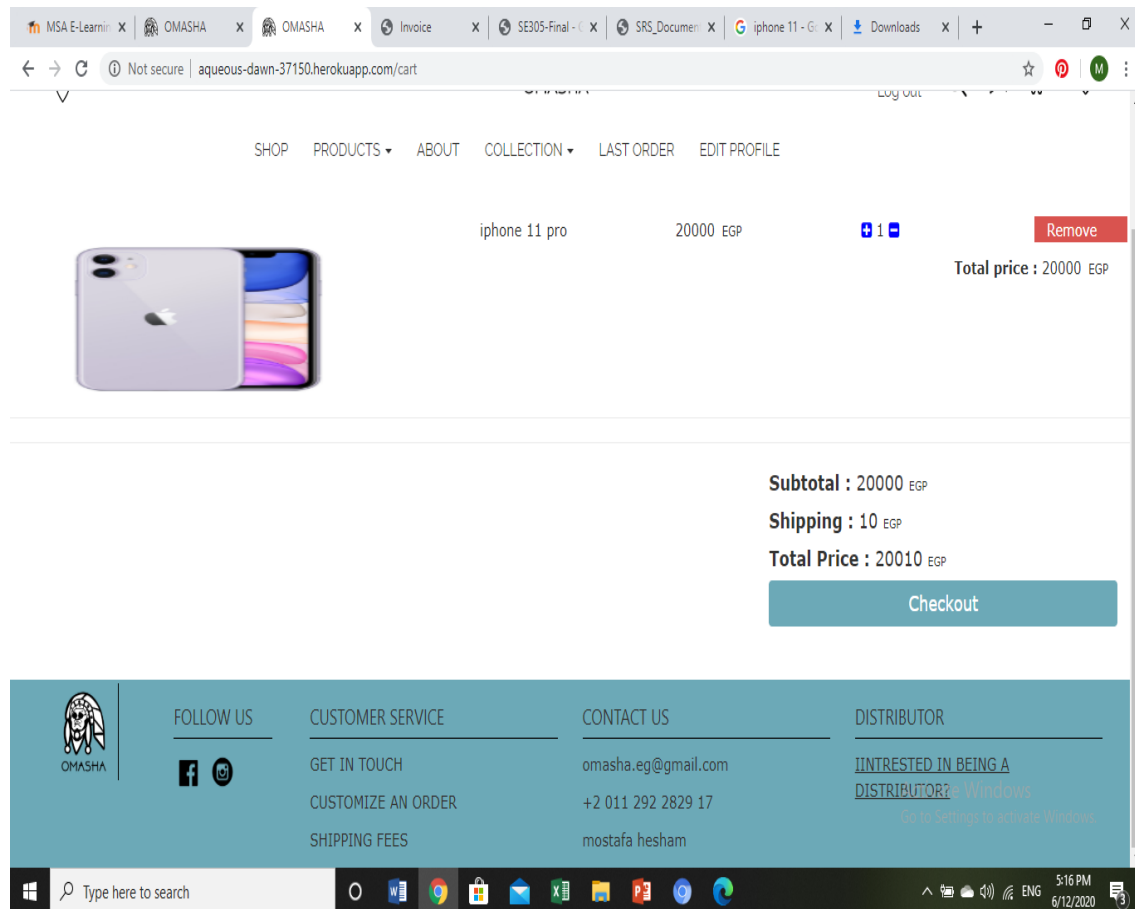 MSA E-Learnin
OMASHA
OMASHA
Invoice
SE305-Final - G
SRS_Documen
iphone 11 - Go
Downloads
Not secure | aqueous-dawn-37150.herokuapp.com/cart
M
OMASHA
Log out
SHOP PRODUCTS ABOUT COLLECTION LAST ORDER EDIT PROFILE
iphone 11 pro 20000 EGP 1 Remove
Total price : 20000 EGP
Subtotal : 20000 EGP
Shipping : 10 EGP
Total Price : 20010 EGP
Checkout
OMASHA
FOLLOW US
CUSTOMER SERVICE
GET IN TOUCH
CUSTOMIZE AN ORDER
SHIPPING FEES
CONTACT US
omasha.eg@gmail.com
+2 011 292 2829 17
mostafa hesham
DISTRIBUTOR
IINTRESTED IN BEING A
DISTRIBUTOR?
Windows
Go to Settings to activate Windows.
Type here to search
ENG
5:16 PM
6/12/2020
3